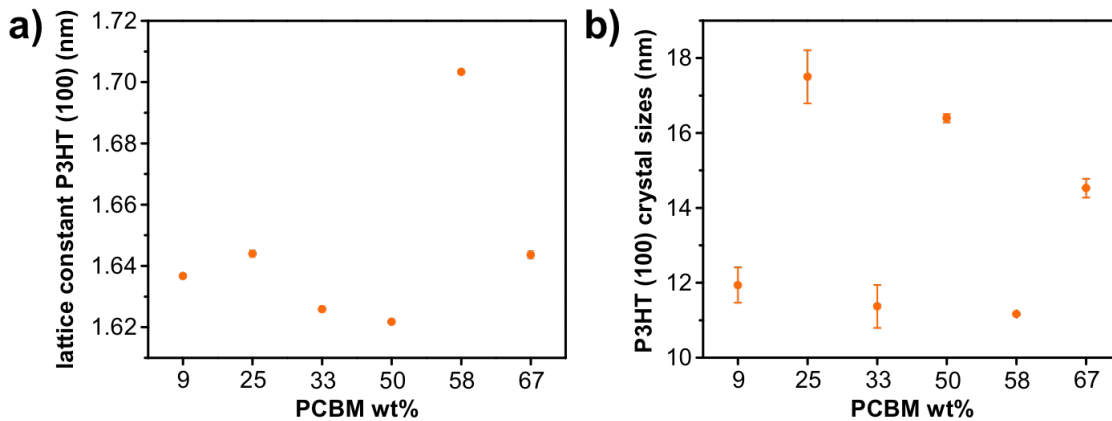 a)
lattice constant P3HT (100) (nm)
1.72
1.70
1.68
1.66
1.64
1.62
9 25 33 50 58 67
PCBM wt%
b)
P3HT (100) crystal sizes (nm)
18
16
14
12
10
9 25 33 50 58 67
PCBM wt%